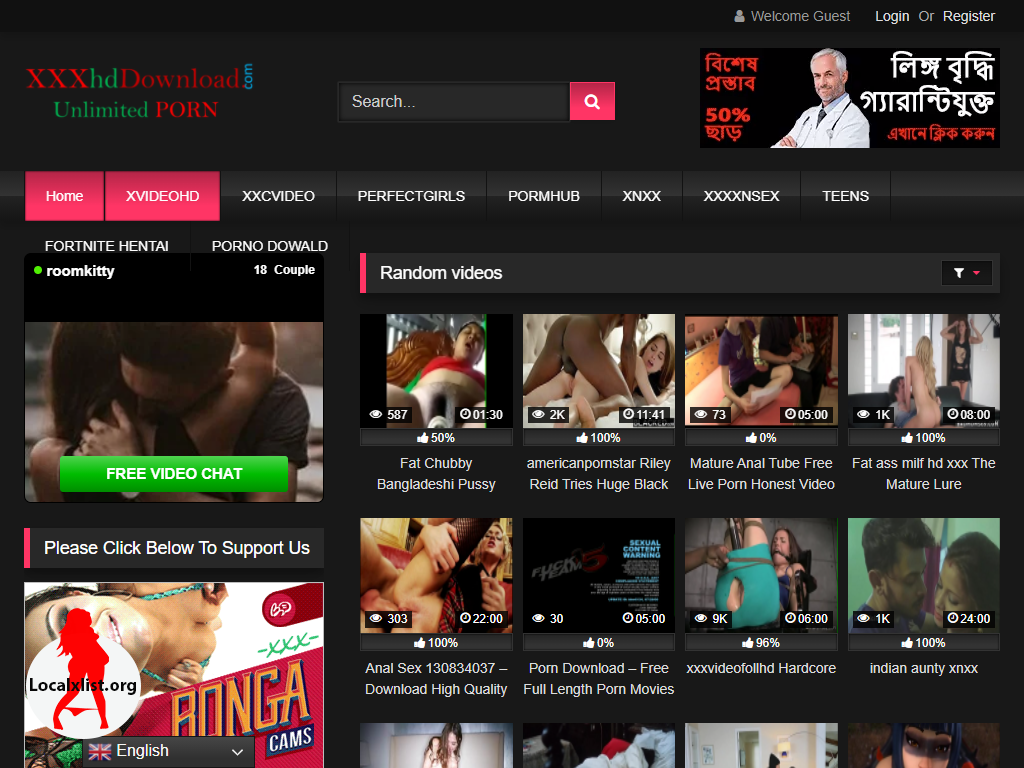 Welcome Guest Login Or Register
XXXhdDownload.com
Unlimited PORN
Search...
বিশেষ
প্রস্তাব
50%
ছাড়
লিঙ্গ বৃদ্ধি
গ্যারান্টিযুক্ত
এখানে ক্লিক করুন
Home XVIDEOHD XXCVIDEO PERFECTGIRLS PORMHUB XNXX XXXXNSEX TEENS
FORTNITE HENTAI PORNO DOWALD
roomkitty 18 Couple
FREE VIDEO CHAT
Please Click Below To Support Us
-XXX-
BONGA
CAMS
Localxlist.org
English
Random videos
587 01:30
50%
Fat Chubby
Bangladeshi Pussy
2K 11:41
100%
americanpornstar Riley
Reid Tries Huge Black
73 05:00
0%
Mature Anal Tube Free
Live Porn Honest Video
1K 08:00
100%
Fat ass milf hd xxx The
Mature Lure
303 22:00
100%
Anal Sex 130834037 –
Download High Quality
SEXUAL
CONTENT
WARNING
30 05:00
0%
Porn Download – Free
Full Length Porn Movies
9K 06:00
96%
xxxvideofollhd Hardcore
1K 24:00
100%
indian aunty xnxx